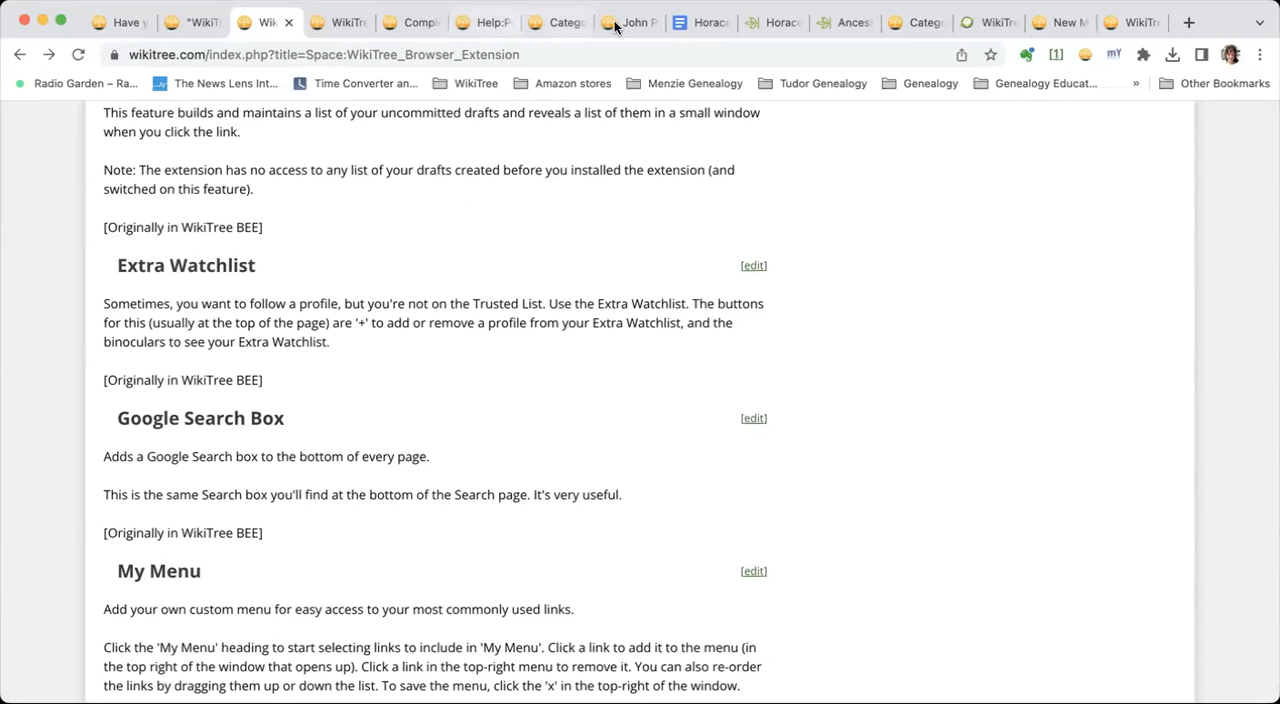 Have y
"WikiTr
Wik
WikiTre
Compl
Help:Pr
Catego
John P
Horace
Horace
Ancest
Catego
WikiTre
New M
WikiTr
wikitree.com/index.php?title=Space:WikiTree_Browser_Extension
[1]
mY
Radio Garden – Ra...
The News Lens Int...
Time Converter an...
WikiTree
Amazon stores
Menzie Genealogy
Tudor Genealogy
Genealogy
Genealogy Educat...
»
Other Bookmarks
This feature builds and maintains a list of your uncommitted drafts and reveals a list of them in a small window
when you click the link.
Note: The extension has no access to any list of your drafts created before you installed the extension (and
switched on this feature).
[Originally in WikiTree BEE]
Extra Watchlist
[edit]
Sometimes, you want to follow a profile, but you're not on the Trusted List. Use the Extra Watchlist. The buttons
for this (usually at the top of the page) are '+' to add or remove a profile from your Extra Watchlist, and the
binoculars to see your Extra Watchlist.
[Originally in WikiTree BEE]
Google Search Box
[edit]
Adds a Google Search box to the bottom of every page.
This is the same Search box you'll find at the bottom of the Search page. It's very useful.
[Originally in WikiTree BEE]
My Menu
[edit]
Add your own custom menu for easy access to your most commonly used links.
Click the 'My Menu' heading to start selecting links to include in 'My Menu'. Click a link to add it to the menu (in
the top right of the window that opens up). Click a link in the top-right menu to remove it. You can also re-order
the links by dragging them up or down the list. To save the menu, click the 'x' in the top-right of the window.